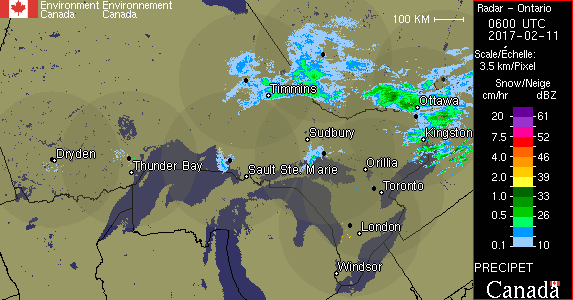 Environment Environnement
Canada Canada
100 KM
Timmins
Ottawa
Sudbury
Kingston
Dryden
Thunder Bay
Sault Ste. Marie
Orillia
Toronto
London
Windsor
Radar - Ontario
0600 UTC
2017-02-11
Scale/Échelle:
3.5 km/Pixel
Snow/Neige
cm/hr dBZ
20 61
7.5 52
4.0 46
2.0 39
1.0 33
0.5 26
0.1 10
PRECIPET
Canada